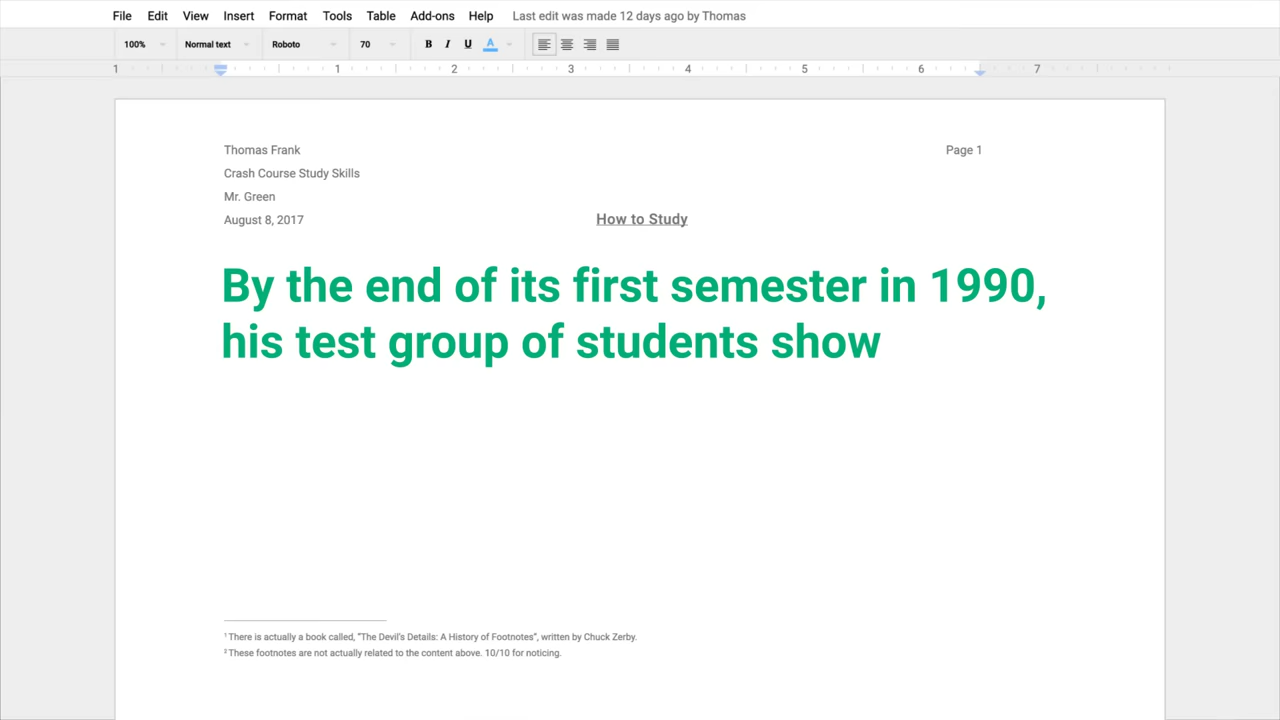 File Edit View Insert Format Tools Table Add-ons Help Last edit was made 12 days ago by Thomas
100% Normal text Roboto 70 B I U A
1 1 2 3 4 5 6 7
Thomas Frank Page 1
Crash Course Study Skills
Mr. Green
August 8, 2017 How to Study
By the end of its first semester in 1990,
his test group of students show
¹ There is actually a book called, "The Devil's Details: A History of Footnotes", written by Chuck Zerby.
² These footnotes are not actually related to the content above. 10/10 for noticing.